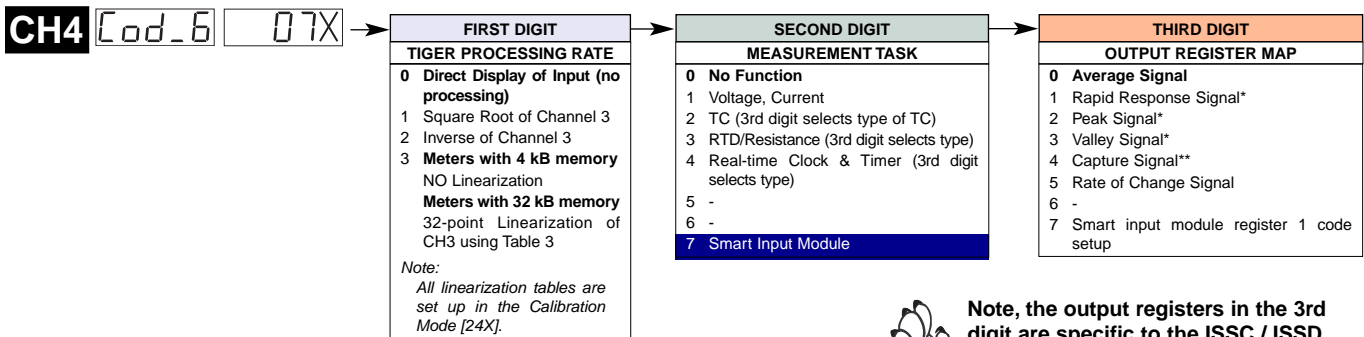 CH4 Cod_6 07X
FIRST DIGIT
TIGER PROCESSING RATE
0 Direct Display of Input (no
processing)
1 Square Root of Channel 3
2 Inverse of Channel 3
3 Meters with 4 kB memory
NO Linearization
Meters with 32 kB memory
32-point Linearization of
CH3 using Table 3
Note:
All linearization tables are
set up in the Calibration
Mode [24X].
SECOND DIGIT
MEASUREMENT TASK
0 No Function
1 Voltage, Current
2 TC (3rd digit selects type of TC)
3 RTD/Resistance (3rd digit selects type)
4 Real-time Clock & Timer (3rd digit
selects type)
5 -
6 -
7 Smart Input Module
THIRD DIGIT
OUTPUT REGISTER MAP
0 Average Signal
1 Rapid Response Signal*
2 Peak Signal*
3 Valley Signal*
4 Capture Signal**
5 Rate of Change Signal
6 -
7 Smart input module register 1 code
setup
Note, the output registers in the 3rd
digit are specific to the ISSC / ISSD